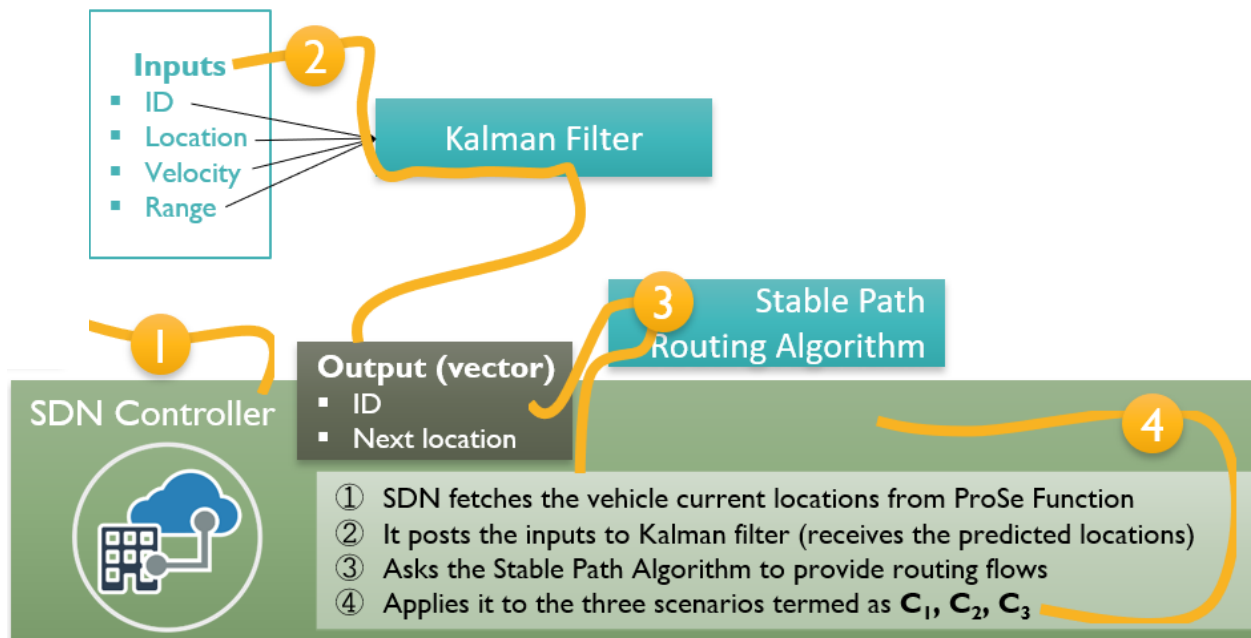 Inputs
▪ ID
▪ Location
▪ Velocity
▪ Range
2
Kalman Filter
1
3
Stable Path
Routing Algorithm
Output (vector)
▪ ID
▪ Next location
SDN Controller
4
① SDN fetches the vehicle current locations from ProSe Function
② It posts the inputs to Kalman filter (receives the predicted locations)
③ Asks the Stable Path Algorithm to provide routing flows
④ Applies it to the three scenarios termed as C₁, C₂, C₃